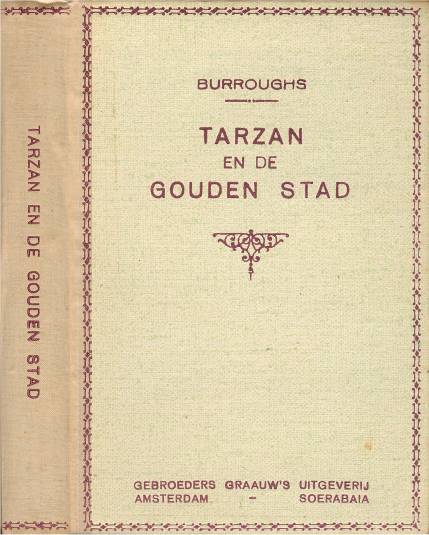 TARZAN EN DE GOUDEN STAD
BURROUGHS
TARZAN
EN DE
GOUDEN STAD
GEBROEDERS GRAAUW'S UITGEVERIJ
AMSTERDAM – SOERABAIA